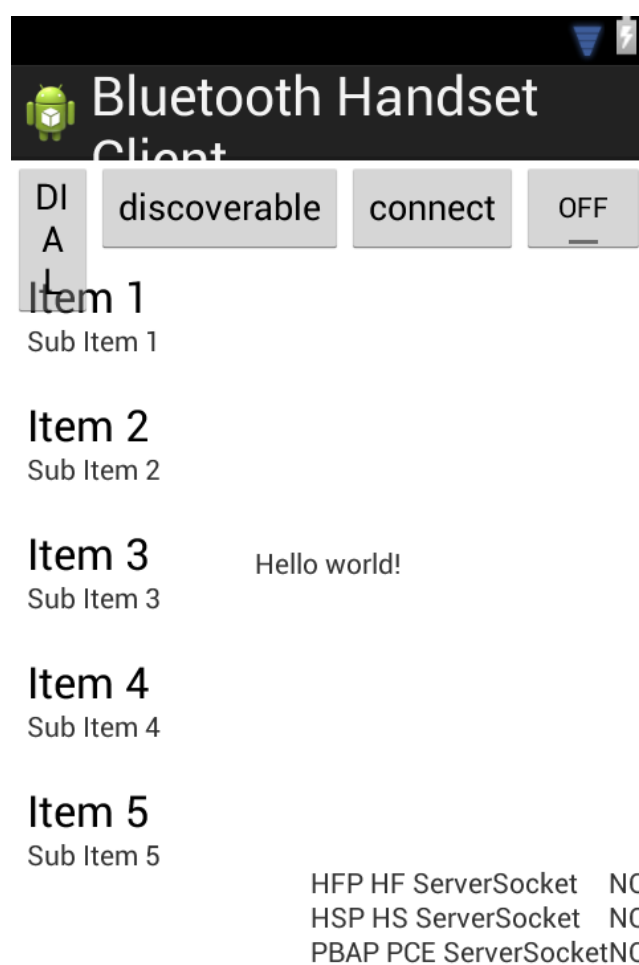 Bluetooth Handset
Client
DIAL discoverable connect OFF
Item 1
Sub Item 1
Item 2
Sub Item 2
Item 3
Sub Item 3
Hello world!
Item 4
Sub Item 4
Item 5
Sub Item 5
HFP HF ServerSocket
HSP HS ServerSocket
PBAP PCE ServerSocket